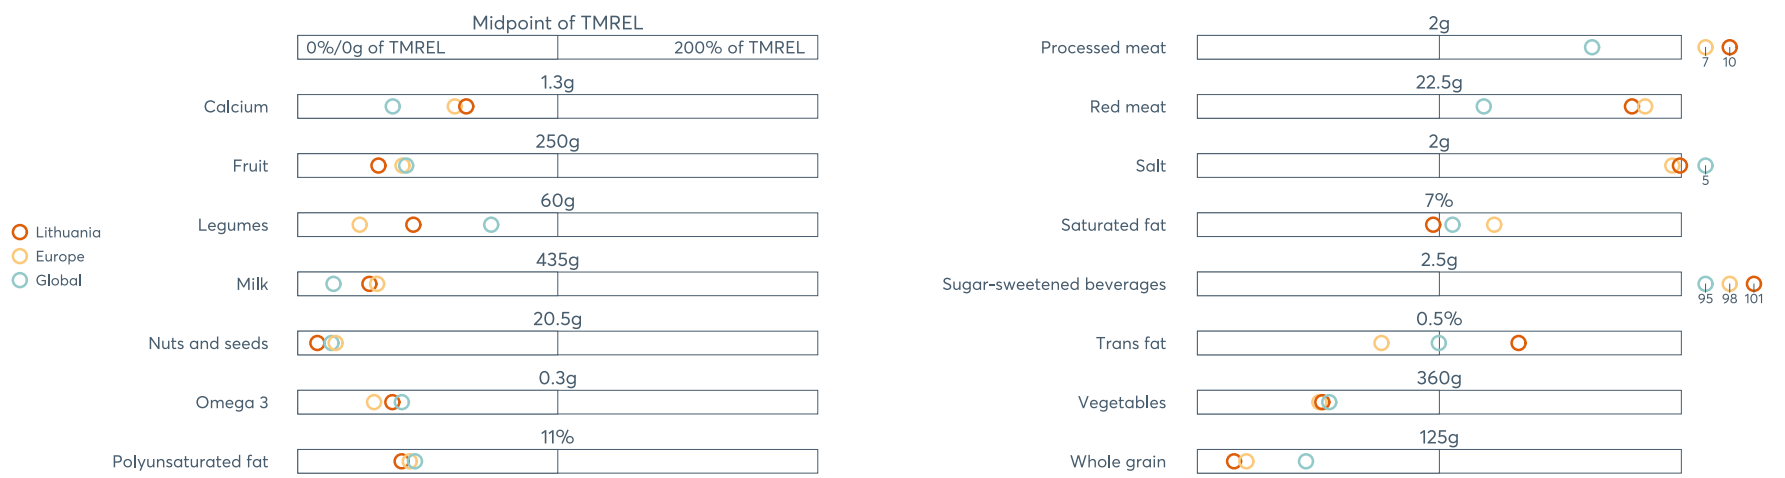 Midpoint of TMREL
0%/0g of TMREL
200% of TMREL
Calcium
1.3g
Fruit
250g
Legumes
60g
Milk
435g
Nuts and seeds
20.5g
Omega 3
0.3g
Polyunsaturated fat
11%
Lithuania
Europe
Global
Processed meat
2g
7
10
Red meat
22.5g
Salt
2g
5
Saturated fat
7%
Sugar-sweetened beverages
2.5g
95
98
101
Trans fat
0.5%
Vegetables
360g
Whole grain
125g